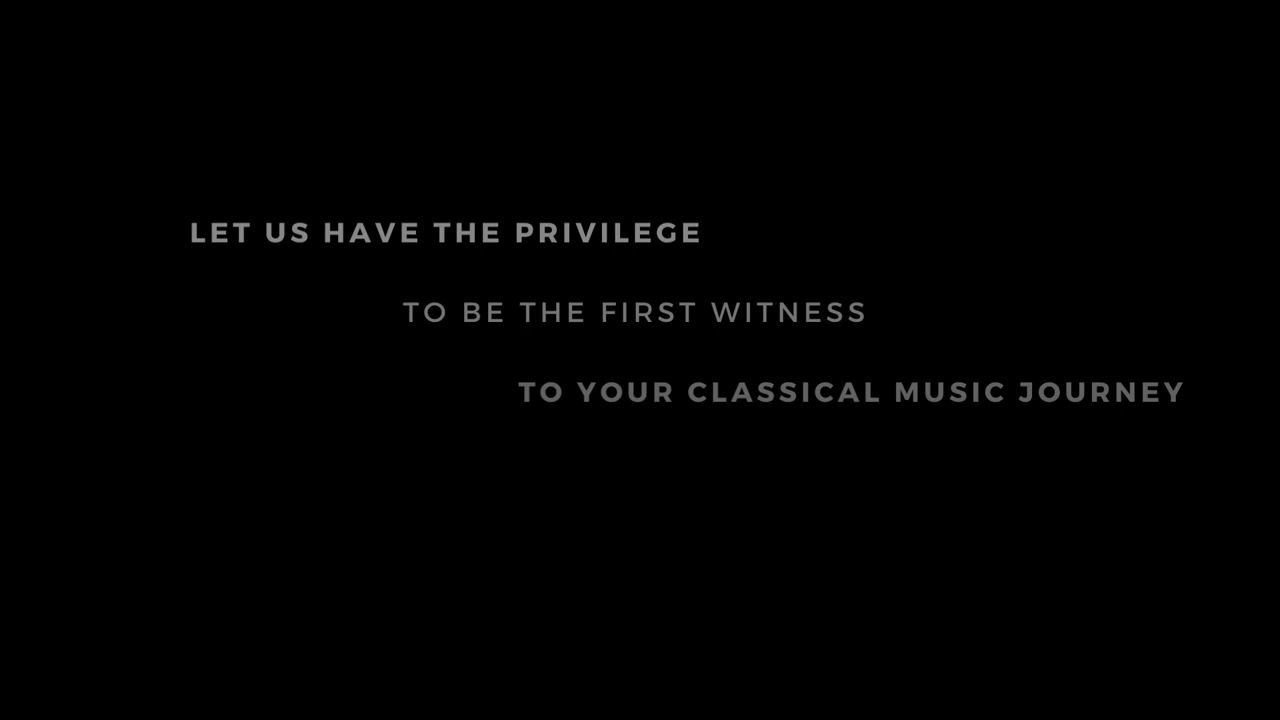 LET US HAVE THE PRIVILEGE
TO BE THE FIRST WITNESS
TO YOUR CLASSICAL MUSIC JOURNEY